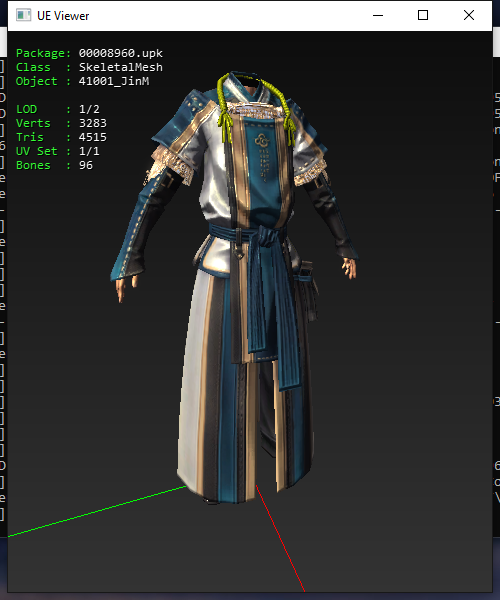 UE Viewer
Package: 00008960.upk
Class : SkeletalMesh
Object : 41001_JinM
LOD : 1/2
Verts : 3283
Tris : 4515
UV Set : 1/1
Bones : 96